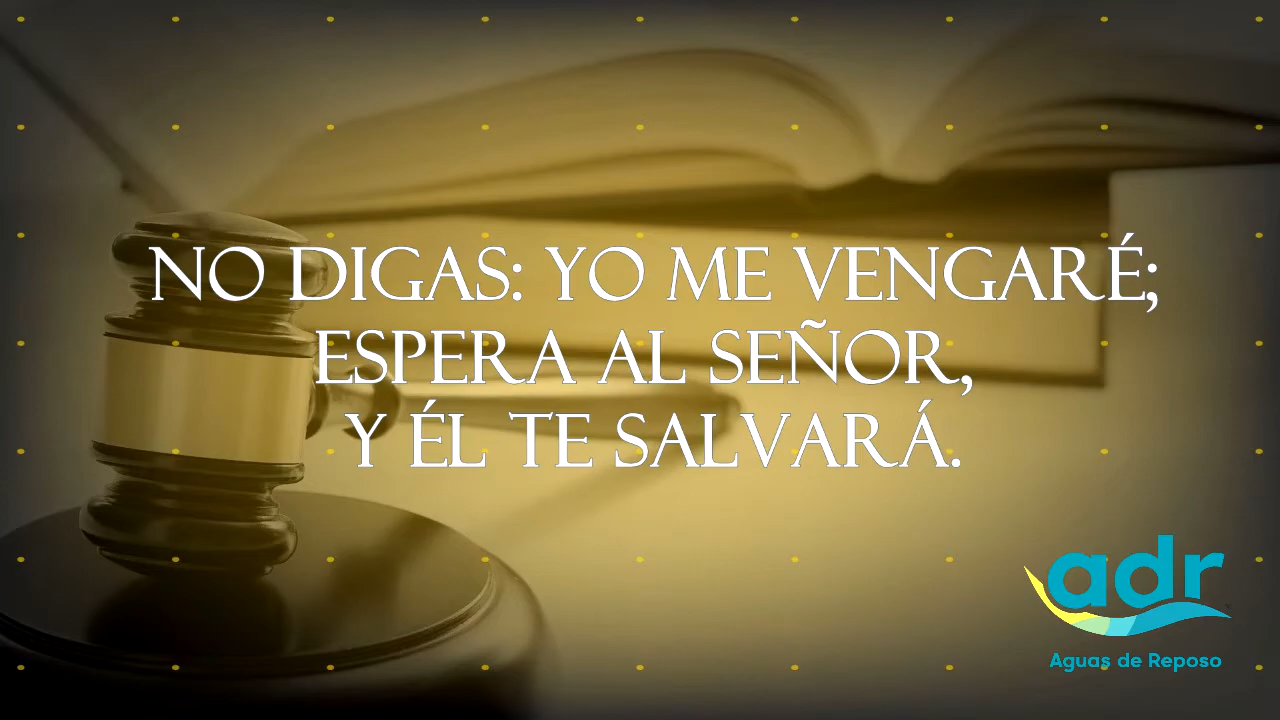 NO DIGAS: YO ME VENGARÉ;
ESPERA AL SEÑOR,
Y ÉL TE SALVARÁ.
adr
Aguas de Reposo